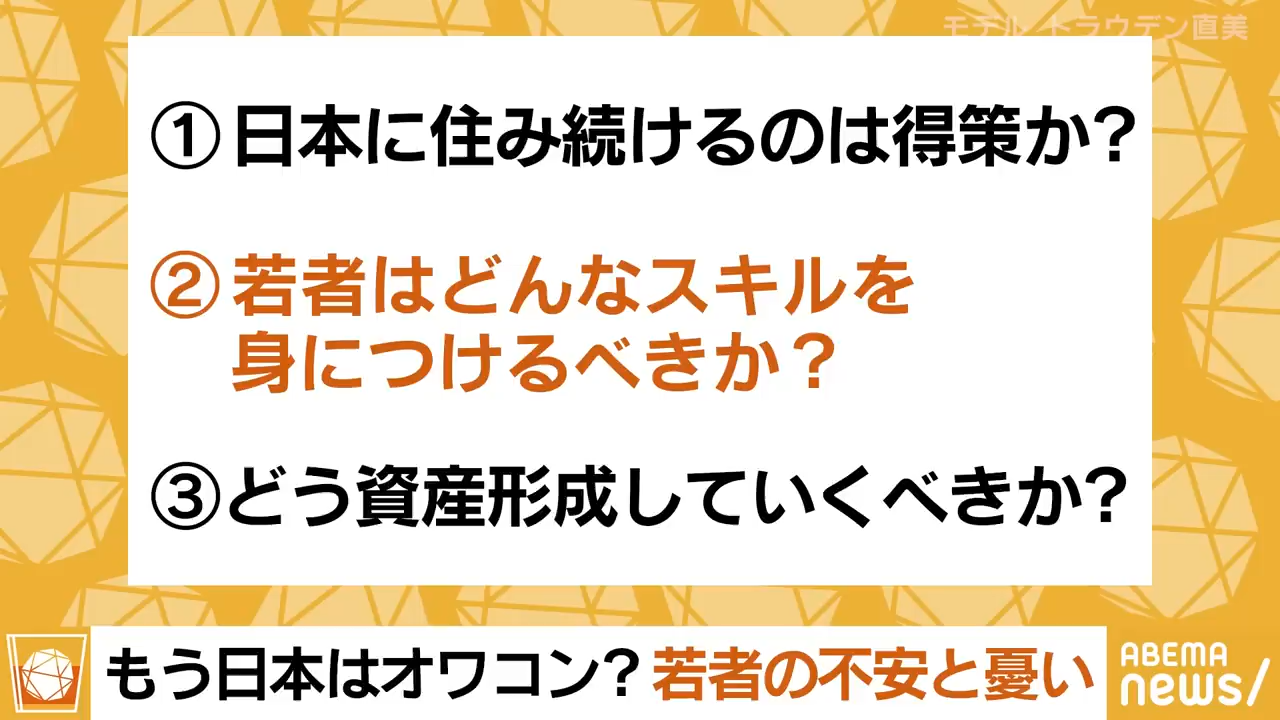 モデル トラウデン直美
①日本に住み続けるのは得策か?
②若者はどんなスキルを
身につけるべきか？
③どう資産形成していくべきか?
もう日本はオワコン? 若者の不安と憂い
ABEMA
news/